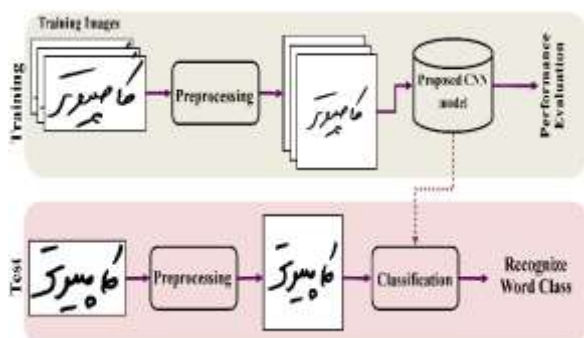 Training Images
Training
Preprocessing
Proposed CNN
model
Performance
Evaluation
Test
Preprocessing
Classification
Recognize
Word Class